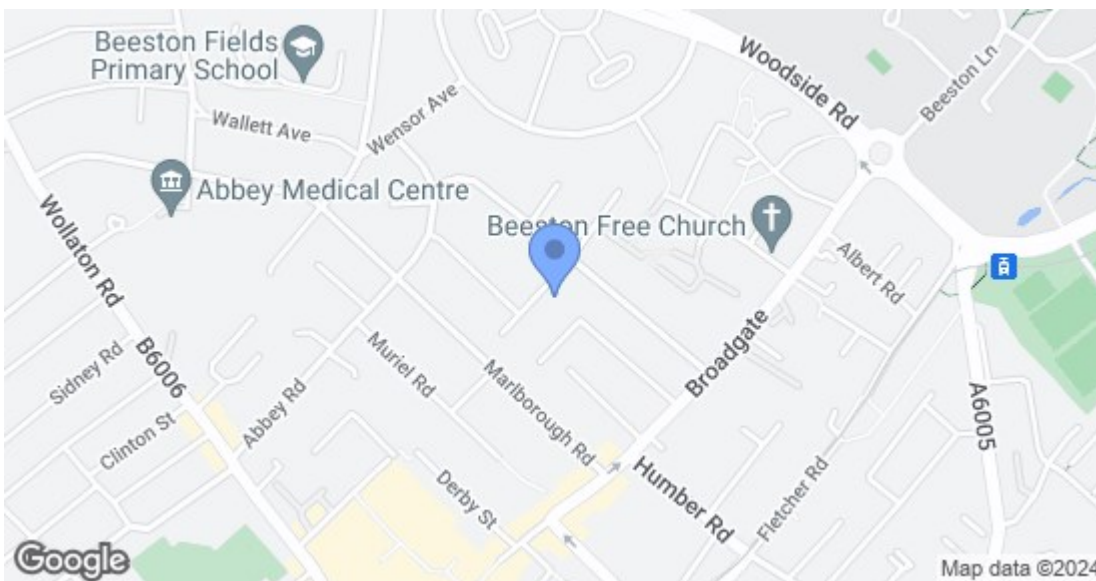 Beeston Fields
Primary School
Woodside Rd
Beeston Ln
Wallett Ave
Wensor Ave
Abbey Medical Centre
Wollaton Rd
Beeston Free Church
Albert Rd
B6006
Sidney Rd
Muriel Rd
Marlborough Rd
Broadgate
A6005
Clinton St
Abbey Rd
Derby St
Humber Rd
Fletcher Rd
Google
Map data ©2024